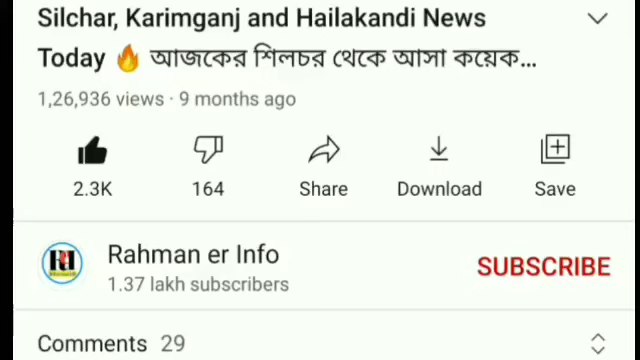 Silchar, Karimganj and Hailakandi News
Today 🔥 আজকের শিলচর থেকে আসা কয়েক...
1,26,936 views · 9 months ago
2.3K 164 Share Download Save
Rahman er Info
SUBSCRIBE
1.37 lakh subscribers
Comments 29